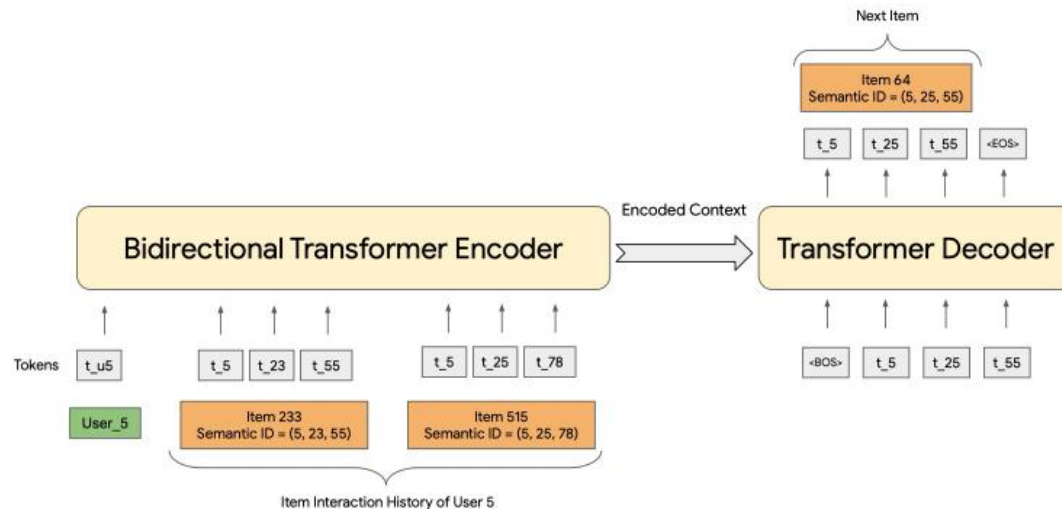 Next Item
Item 64
Semantic ID = (5, 25, 55)
t_5 t_25 t_55 <EOS>
Encoded Context
Bidirectional Transformer Encoder
Transformer Decoder
Tokens t_u5 t_5 t_23 t_55 t_5 t_25 t_78
<BOS> t_5 t_25 t_55
User_5
Item 233
Semantic ID = (5, 23, 55)
Item 515
Semantic ID = (5, 25, 78)
Item Interaction History of User 5